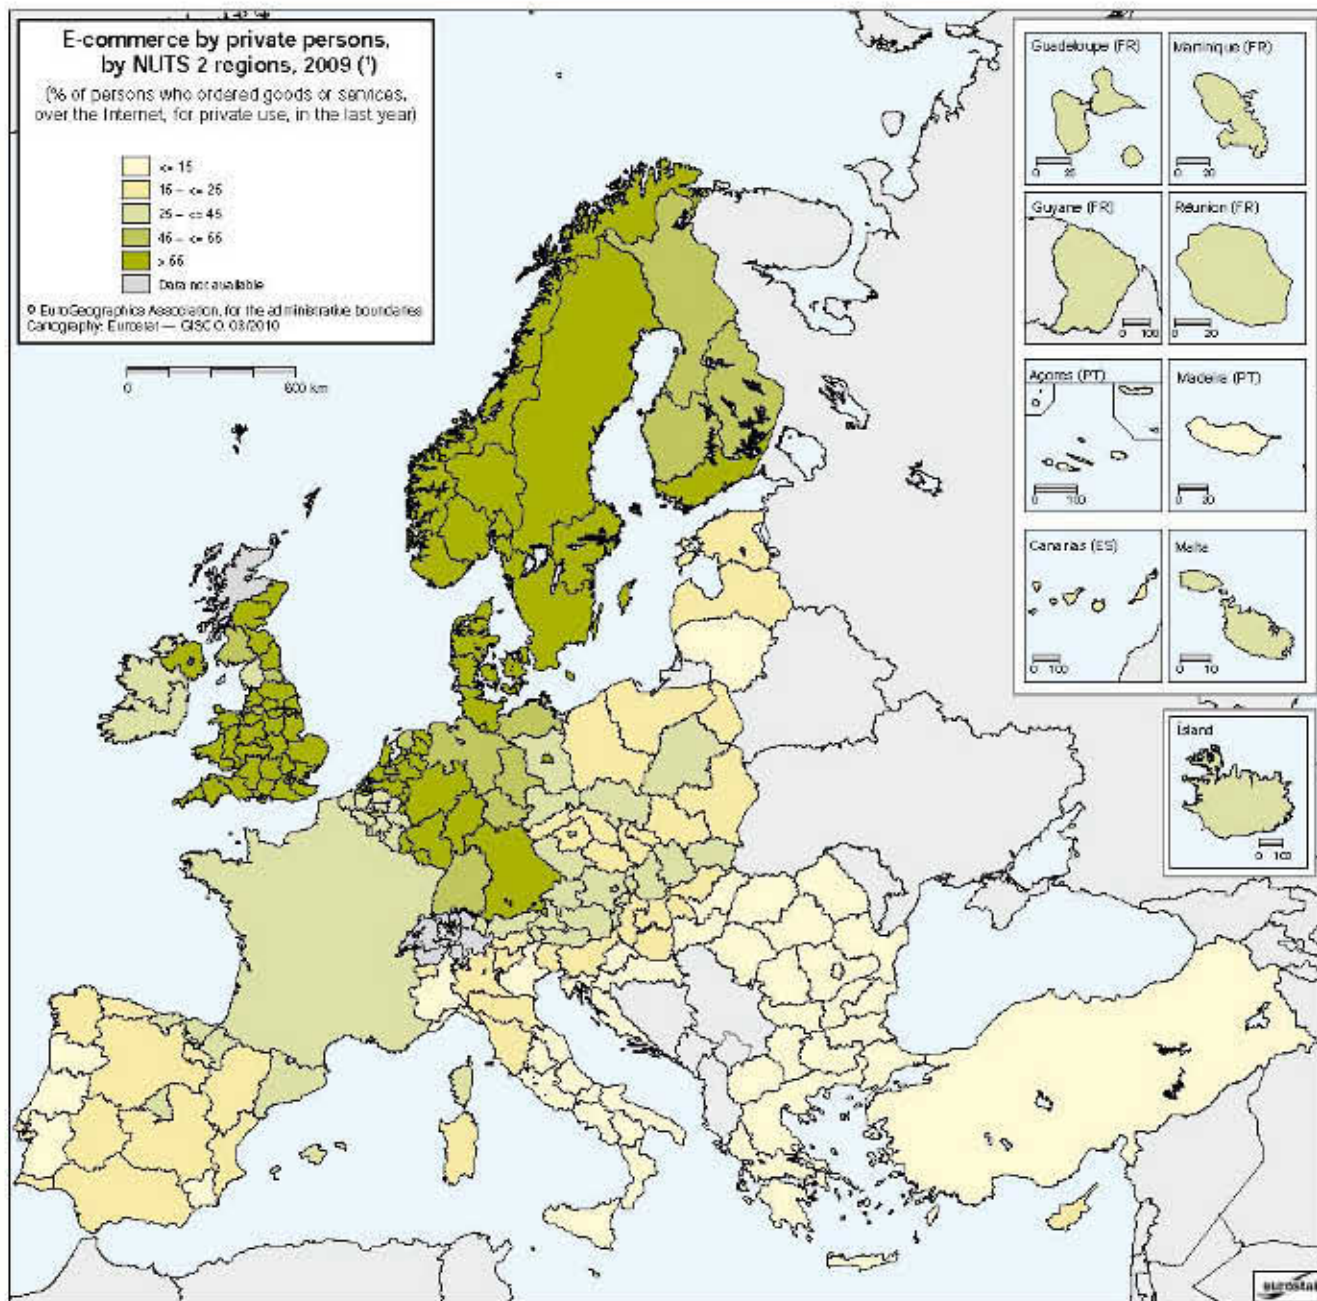 E-commerce by private persons,
by NUTS 2 regions, 2009 (¹)
(% of persons who ordered goods or services,
over the Internet, for private use, in the last year)
<= 15
15 – <= 25
25 – <= 45
45 – <= 55
> 55
Data not available
© EuroGeographics Association, for the administrative boundaries
Cartography: Eurostat — GISCO, 03/2010
0 600 km
Guadeloupe (FR)
0 25
Martinique (FR)
0 20
Guyane (FR)
0 100
Réunion (FR)
0 20
Açores (PT)
0 100
Madeira (PT)
0 20
Canarias (ES)
0 100
Malta
0 10
Ísland
0 100
eurostat